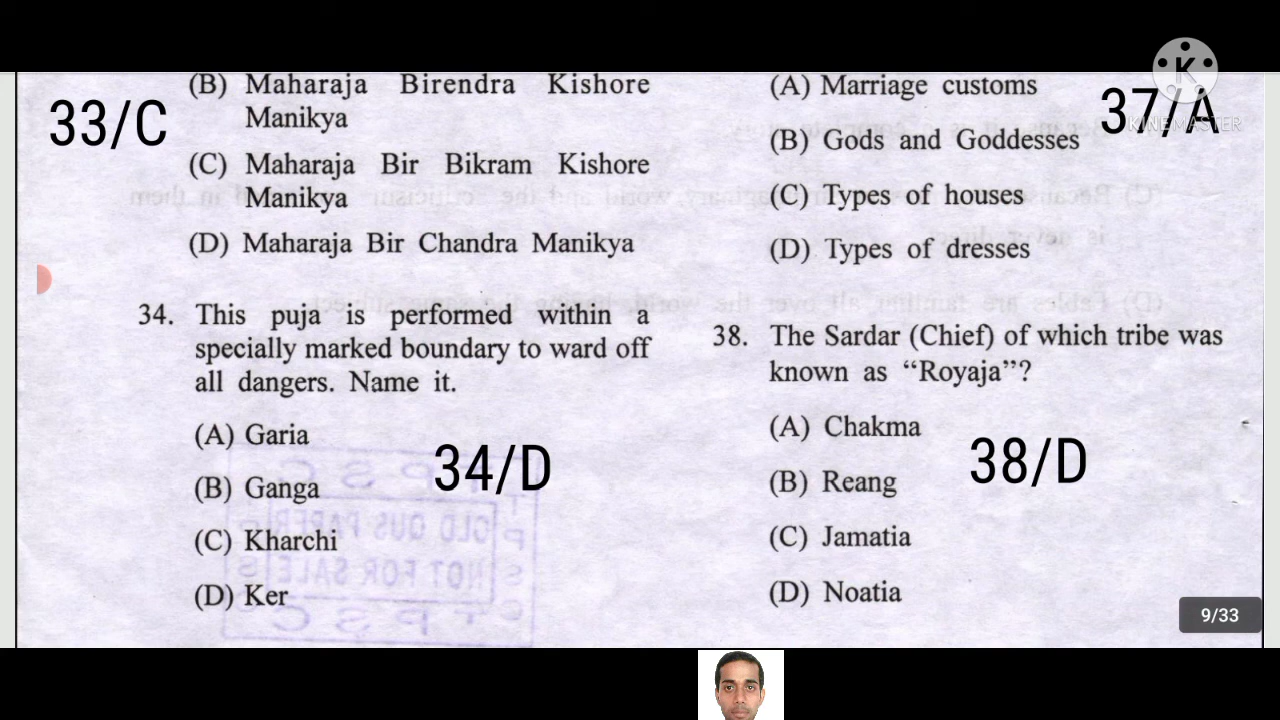 (B) Maharaja Birendra Kishore
Manikya
33/C
(C) Maharaja Bir Bikram Kishore
Manikya
(D) Maharaja Bir Chandra Manikya
34. This puja is performed within a
specially marked boundary to ward off
all dangers. Name it.
(A) Garia
34/D
(B) Ganga
(C) Kharchi
(D) Ker
(A) Marriage customs
37/A
K
KINEMASTER
(B) Gods and Goddesses
(C) Types of houses
(D) Types of dresses
38. The Sardar (Chief) of which tribe was
known as “Royaja”?
(A) Chakma
38/D
(B) Reang
(C) Jamatia
(D) Noatia
9/33
T P S C
OLD QUS PAPER
NOT FOR SALE
T P S C